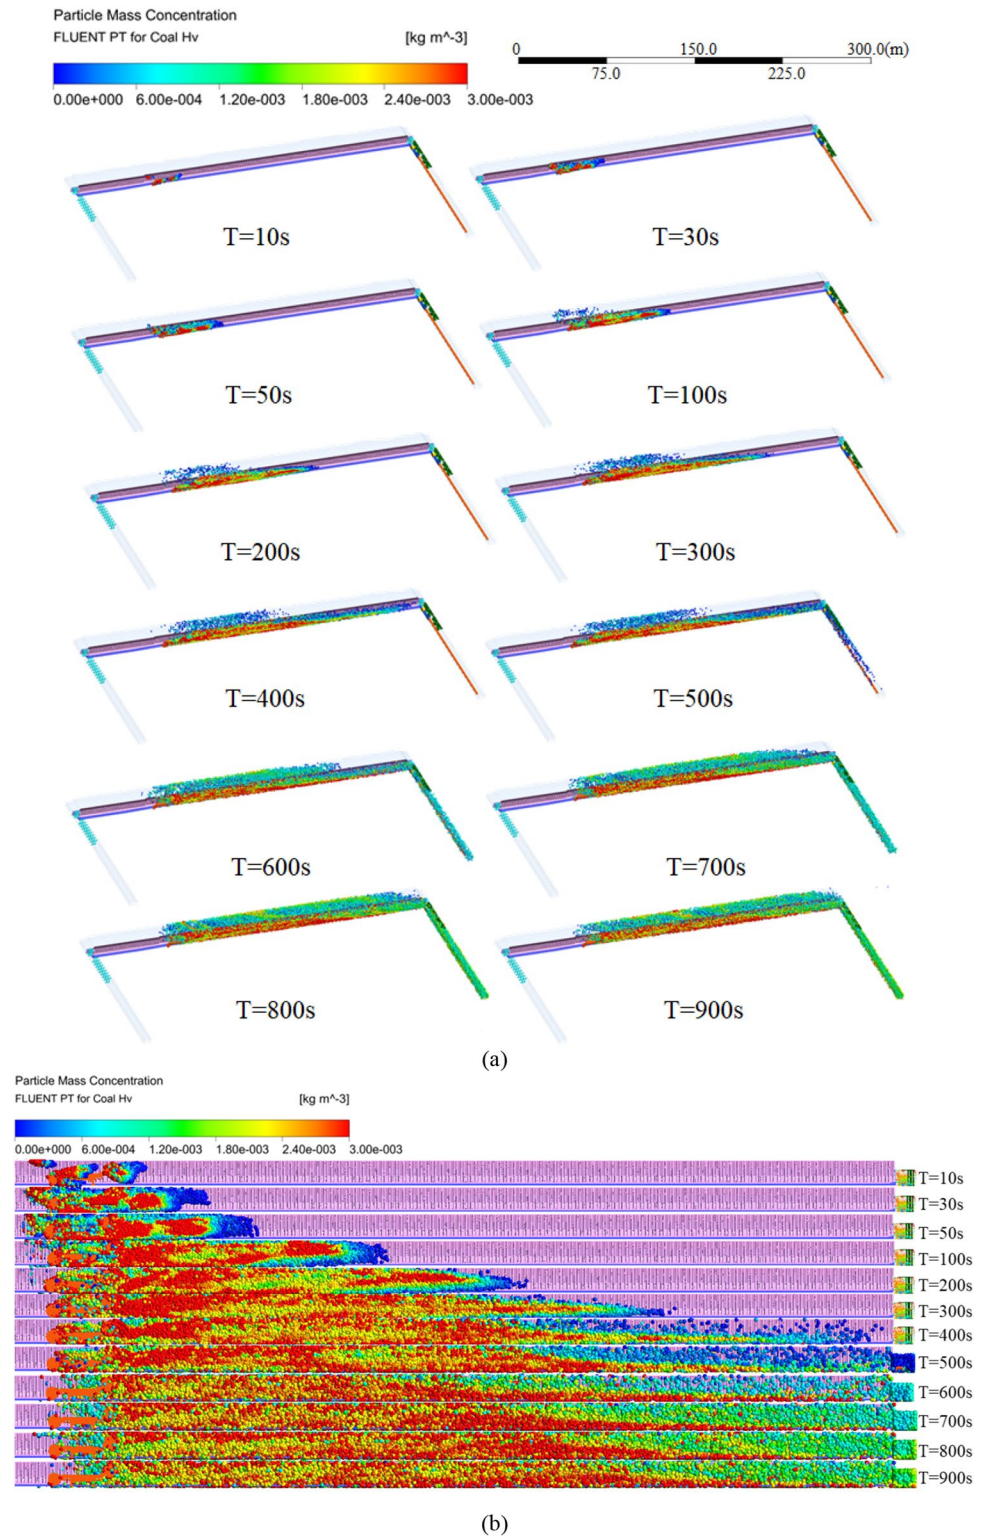 Particle Mass Concentration
FLUENT PT for Coal Hv [kg m^-3]
0.00e+000 6.00e-004 1.20e-003 1.80e-003 2.40e-003 3.00e-003
0 150.0 300.0(m)
75.0 225.0
T=10s T=30s
T=50s T=100s
T=200s T=300s
T=400s T=500s
T=600s T=700s
T=800s T=900s
(a)
Particle Mass Concentration
FLUENT PT for Coal Hv [kg m^-3]
0.00e+000 6.00e-004 1.20e-003 1.80e-003 2.40e-003 3.00e-003
T=10s
T=30s
T=50s
T=100s
T=200s
T=300s
T=400s
T=500s
T=600s
T=700s
T=800s
T=900s
(b)